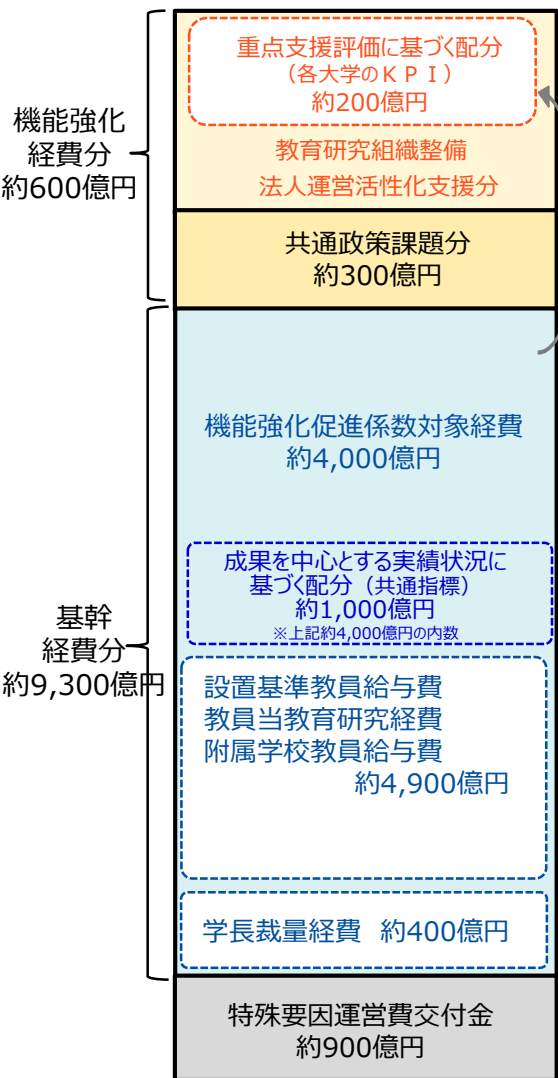 重点支援評価に基づく配分
（各大学のＫＰＩ）
約200億円
教育研究組織整備
法人運営活性化支援分
機能強化
経費分
約600億円
共通政策課題分
約300億円
機能強化促進係数対象経費
約4,000億円
成果を中心とする実績状況に
基づく配分（共通指標）
約1,000億円
※上記約4,000億円の内数
基幹
経費分
約9,300億円
設置基準教員給与費
教員当教育研究経費
附属学校教員給与費
約4,900億円
学長裁量経費 約400億円
特殊要因運営費交付金
約900億円